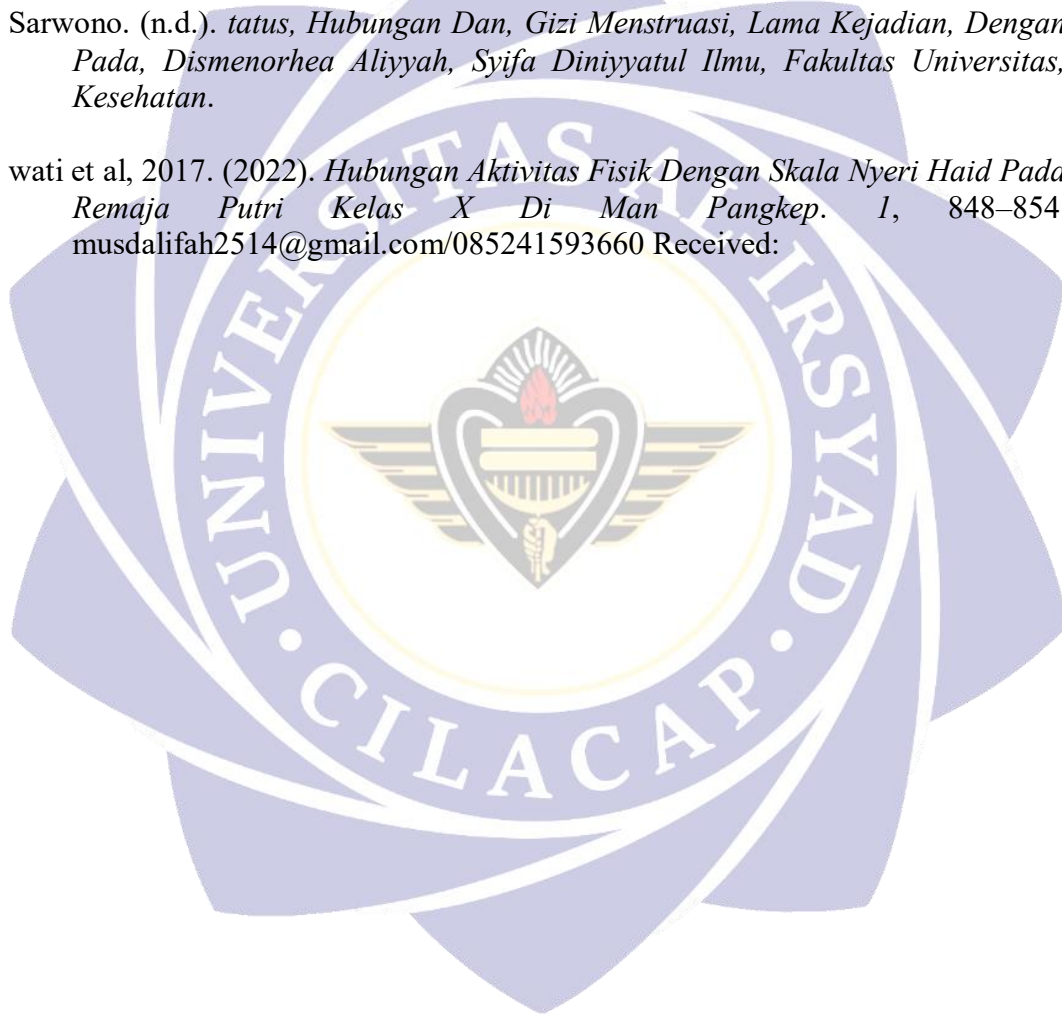 Sarwono. (n.d.). tatus, Hubungan Dan, Gizi Menstruasi, Lama Kejadian, Dengan
Pada, Dismenorhea Aliyyah, Syifa Diniyyatul Ilmu, Fakultas Universitas,
Kesehatan.
wati et al, 2017. (2022). Hubungan Aktivitas Fisik Dengan Skala Nyeri Haid Pada
Remaja Putri Kelas X Di Man Pangkep. 1, 848–854
musdalifah2514@gmail.com/085241593660 Received:
UNIVERSITAS AL-IRSYAD
• CILACAP •